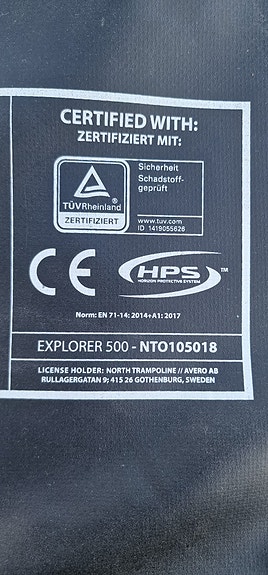 CERTIFIED WITH:
ZERTIFIZIERT MIT:
TÜVRheinland
ZERTIFIZIERT
Sicherheit
Schadstoff-
geprüft
www.tuv.com
ID 1419055626
CE HPS™
HORIZON PROTECTIVE SYSTEM
Norm: EN 71-14: 2014+A1: 2017
EXPLORER 500 - NTO105018
LICENSE HOLDER: NORTH TRAMPOLINE // AVERO AB
RULLAGERGATAN 9; 415 26 GOTHENBURG, SWEDEN